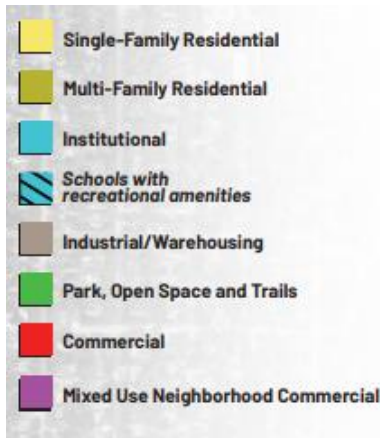 Single-Family Residential
Multi-Family Residential
Institutional
Schools with
recreational amenities
Industrial/Warehousing
Park, Open Space and Trails
Commercial
Mixed Use Neighborhood Commercial